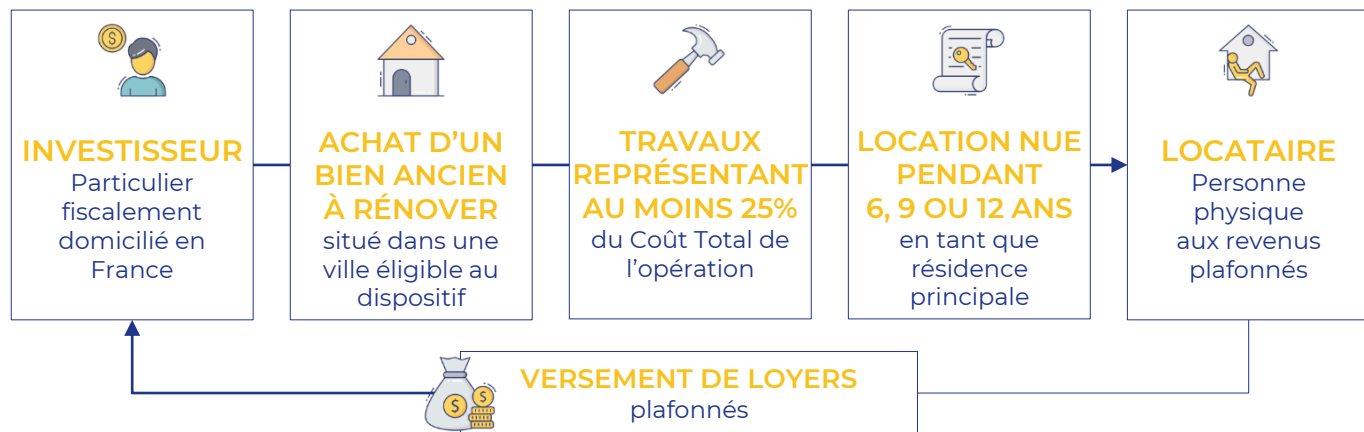 INVESTISSEUR
Particulier
fiscalement
domicilié en
France
ACHAT D’UN
BIEN ANCIEN
À RÉNOVER
situé dans une
ville éligible au
dispositif
TRAVAUX
REPRÉSENTANT
AU MOINS 25%
du Coût Total de
l’opération
LOCATION NUE
PENDANT
6, 9 OU 12 ANS
en tant que
résidence
principale
LOCATAIRE
Personne
physique
aux revenus
plafonnés
VERSEMENT DE LOYERS
plafonnés